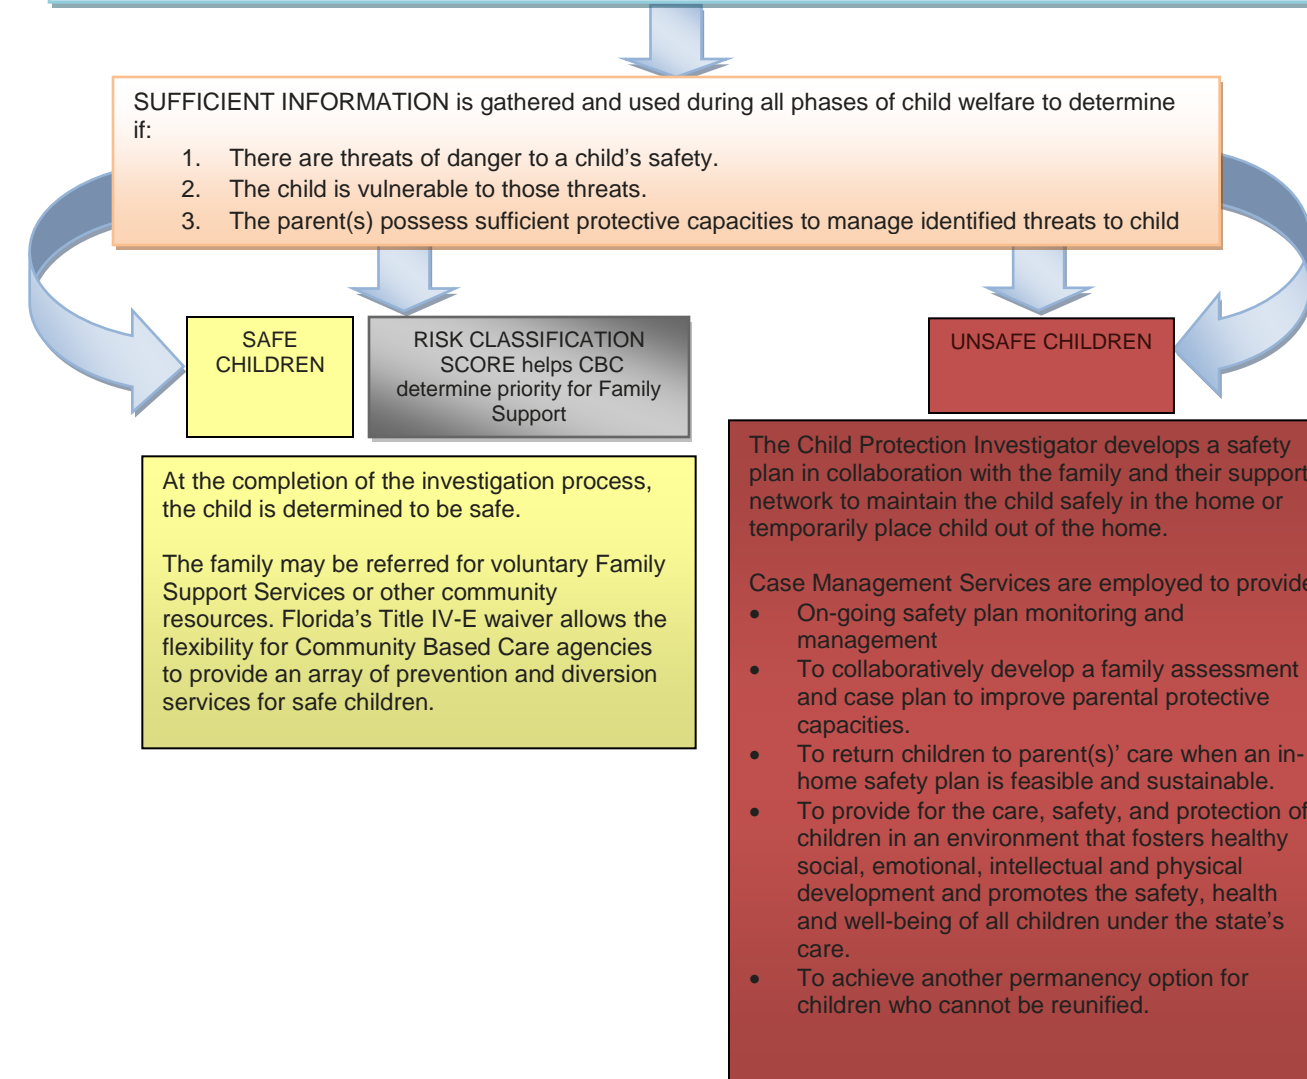 SUFFICIENT INFORMATION is gathered and used during all phases of child welfare to determine
if:
1. There are threats of danger to a child's safety.
2. The child is vulnerable to those threats.
3. The parent(s) possess sufficient protective capacities to manage identified threats to child
SAFE
CHILDREN
RISK CLASSIFICATION
SCORE helps CBC
determine priority for Family
Support
UNSAFE CHILDREN
At the completion of the investigation process,
the child is determined to be safe.
The family may be referred for voluntary Family
Support Services or other community
resources. Florida's Title IV-E waiver allows the
flexibility for Community Based Care agencies
to provide an array of prevention and diversion
services for safe children.
The Child Protection Investigator develops a safety
plan in collaboration with the family and their support
network to maintain the child safely in the home or
temporarily place child out of the home.
Case Management Services are employed to provide
• On-going safety plan monitoring and
management
• To collaboratively develop a family assessment
and case plan to improve parental protective
capacities.
• To return children to parent(s)' care when an in-
home safety plan is feasible and sustainable.
• To provide for the care, safety, and protection of
children in an environment that fosters healthy
social, emotional, intellectual and physical
development and promotes the safety, health
and well-being of all children under the state's
care.
• To achieve another permanency option for
children who cannot be reunified.